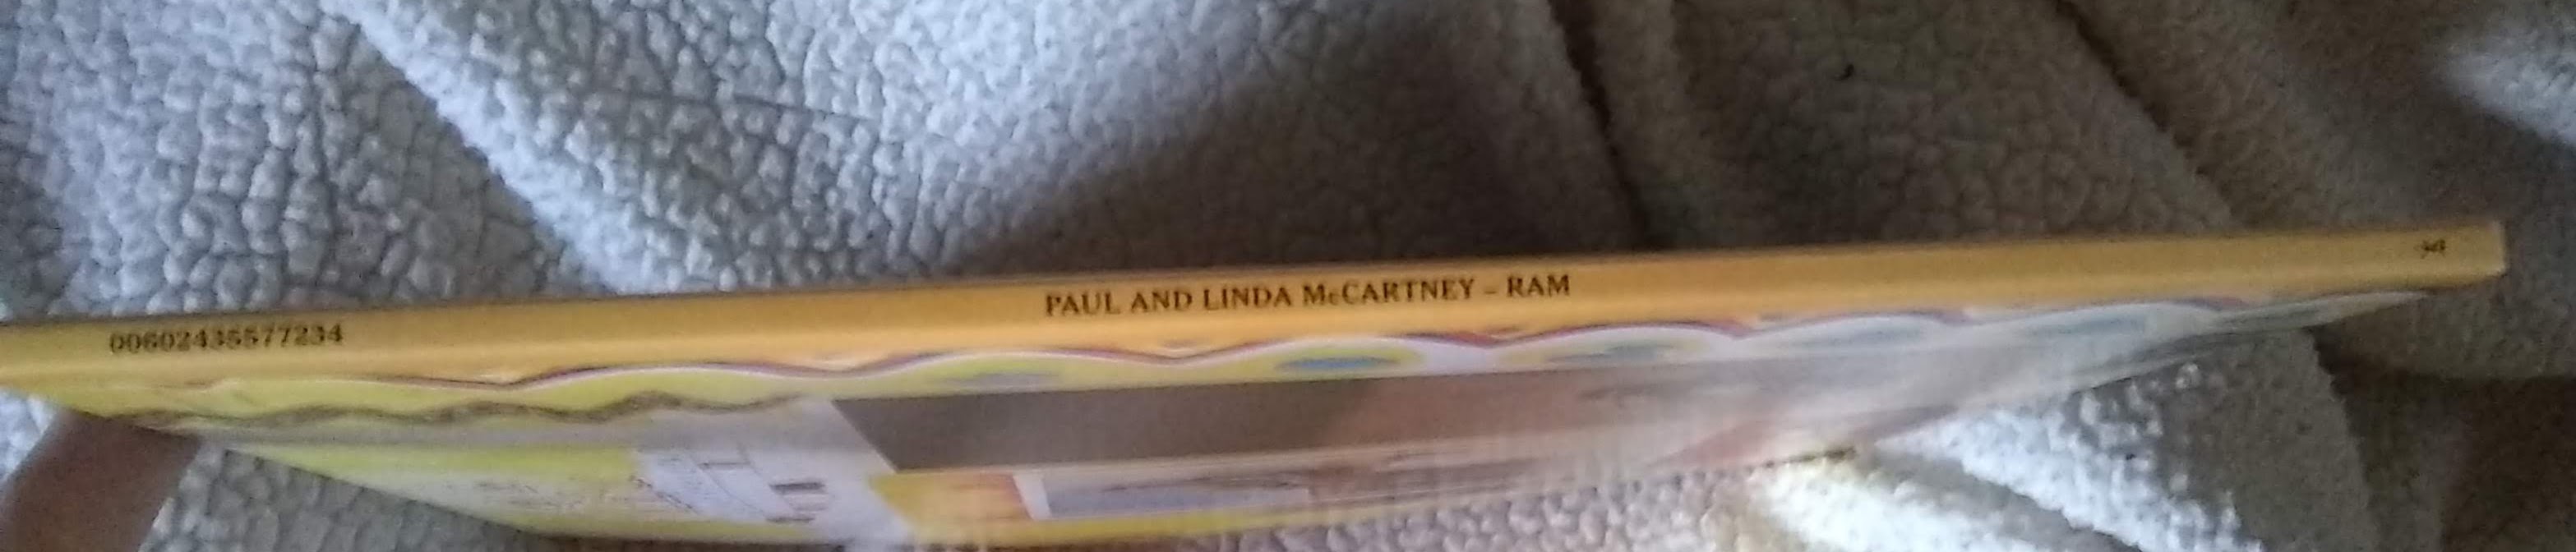 00602435577234
PAUL AND LINDA McCARTNEY – RAM